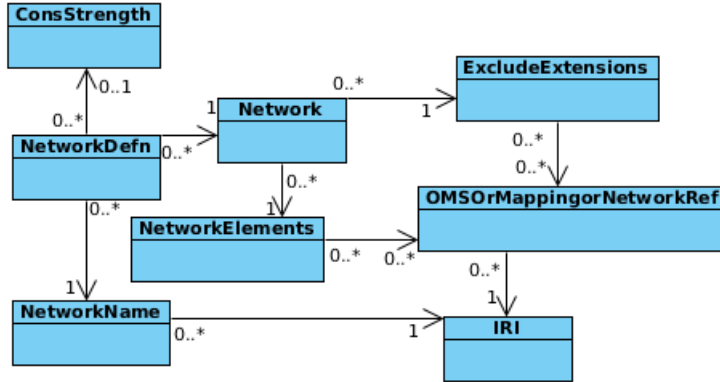 ConsStrength
0..1
0..*
NetworkDefn
0..*
1
Network
0..*
1
ExcludeExtensions
0..*
0..*
0..*
1
OMSOrMappingorNetworkRef
NetworkElements
0..*
0..*
0..*
1
NetworkName
0..*
1
0..*
1
IRI